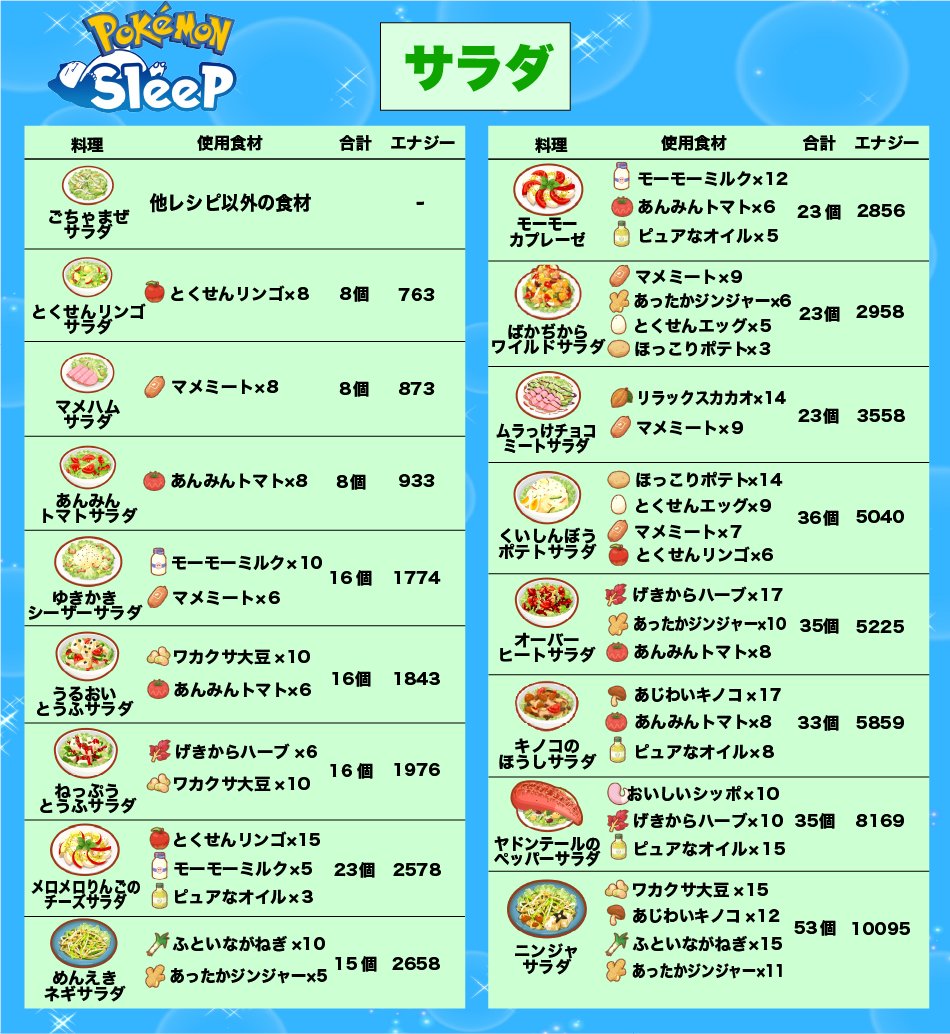 Pokémon
Sleep
サラダ
料理 使用食材 合計 エナジー
ごちゃまぜ
サラダ
他レシピ以外の食材 -
とくせんリンゴ
サラダ
とくせんリンゴ×8 8個 763
マメハム
サラダ
マメミート×8 8個 873
あんみん
トマトサラダ
あんみんトマト×8 8個 933
ゆきかき
シーザーサラダ
モーモーミルク×10
マメミート×6
16個 1774
うるおい
とうふサラダ
ワカクサ大豆×10
あんみんトマト×6
16個 1843
ねっぷう
とうふサラダ
げきからハーブ ×6
ワカクサ大豆×10
16個 1976
メロメロりんごの
チーズサラダ
とくせんリンゴ×15
モーモーミルク×5
ピュアなオイル×3
23個 2578
めんえき
ネギサラダ
ふといながねぎ ×10
あったかジンジャー×5
15個 2658
料理 使用食材 合計 エナジー
モーモー
カプレーゼ
モーモーミルク×12
あんみんトマト×6
ピュアなオイル×5
23個 2856
ばかぢから
ワイルドサラダ
マメミート×9
あったかジンジャー×6
とくせんエッグ×5
ほっこりポテト×3
23個 2958
ムラっけチョコ
ミートサラダ
リラックスカカオ×14
マメミート×9
23個 3558
くいしんぼう
ポテトサラダ
ほっこりポテト×14
とくせんエッグ×9
マメミート×7
とくせんリンゴ×6
36個 5040
オーバー
ヒートサラダ
げきからハーブ×17
あったかジンジャー×10
あんみんトマト×8
35個 5225
キノコの
ほうしサラダ
あじわいキノコ×17
あんみんトマト×8
ピュアなオイル×8
33個 5859
ヤドンテールの
ペッパーサラダ
おいしいシッポ×10
げきからハーブ×10
ピュアなオイル×15
35個 8169
ニンジャ
サラダ
ワカクサ大豆×15
あじわいキノコ×12
ふといながねぎ×15
あったかジンジャー×11
53個 10095